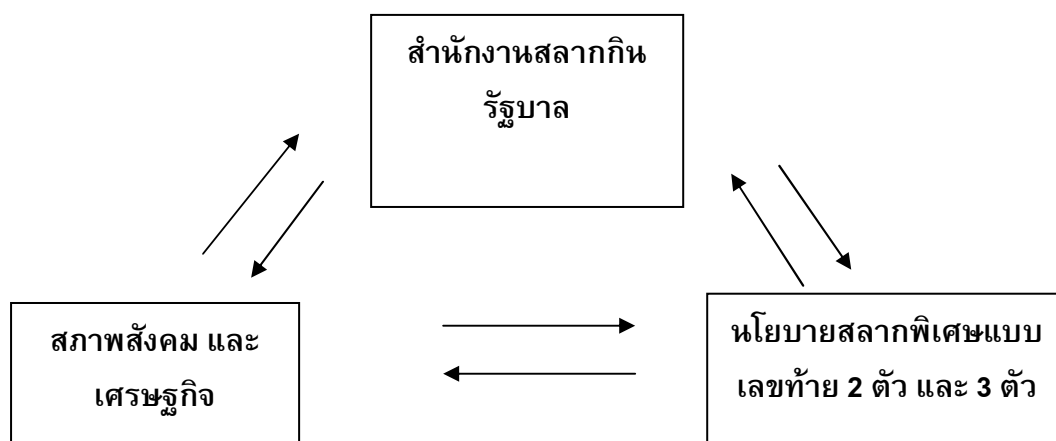 สำนักงานสลากกิน
รัฐบาล
สภาพสังคม และ
เศรษฐกิจ
นโยบายสลากพิเศษแบบ
เลขท้าย 2 ตัว และ 3 ตัว